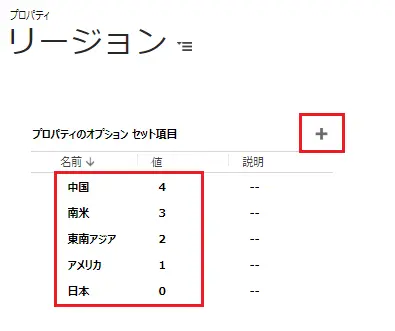 プロパティ
リージョン
プロパティのオプション セット項目
名前 値 説明
中国 4 --
南米 3 --
東南アジア 2 --
アメリカ 1 --
日本 0 --